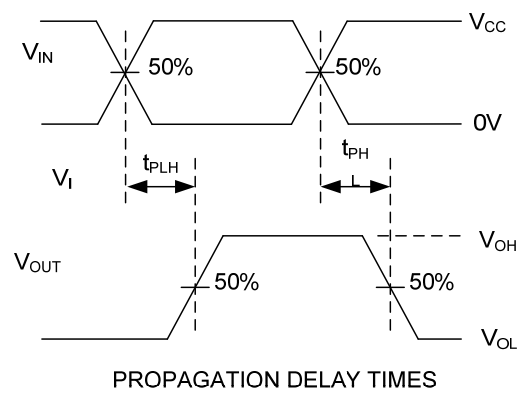 V_CC
V_IN
50%
50%
0V
t_PLH
t_PH
L
V_I
V_OH
V_OUT
50%
50%
V_OL
PROPAGATION DELAY TIMES